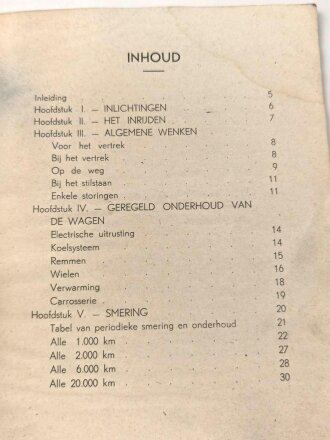 INHOUD
Inleiding 5
Hoofdstuk I. — INLICHTINGEN 6
Hoofdstuk II. — HET INRIJDEN 7
Hoofdstuk III. — ALGEMENE WENKEN
Voor het vertrek 8
Bij het vertrek 8
Op de weg 9
Bij het stilstaan 11
Enkele storingen 11
Hoofdstuk IV. — GEREGELD ONDERHOUD VAN
DE WAGEN
Electrische uitrusting 14
Koelsysteem 14
Remmen 15
Wielen 16
Verwarming 18
Carrosserie 19
Hoofdstuk V. — SMERING 20
Tabel van periodieke smering en onderhoud 21
Alle 1.000 km 22
Alle 2.000 km 27
Alle 6.000 km 28
Alle 20.000 km 30